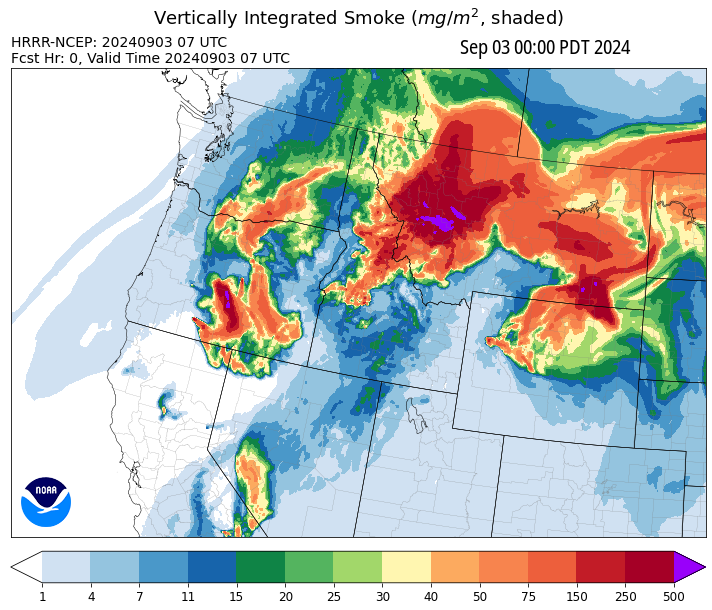 Vertically Integrated Smoke (mg/m², shaded)
HRRR-NCEP: 20240903 07 UTC
Sep 03 00:00 PDT 2024
Fcst Hr: 0, Valid Time 20240903 07 UTC
NOAA
1 4 7 11 15 20 25 30 40 50 75 150 250 500